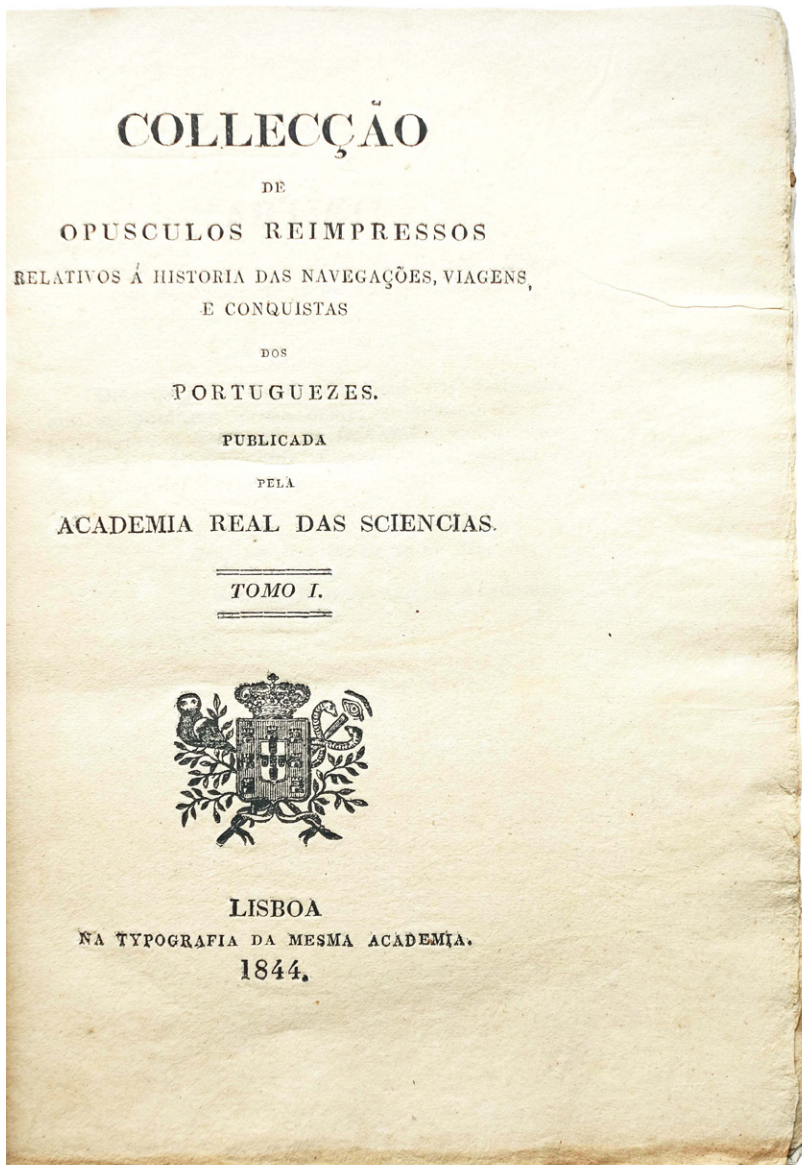 COLLECÇÃO
DE
OPUSCULOS REIMPRESSOS
RELATIVOS Á HISTORIA DAS NAVEGAÇÕES, VIAGENS,
E CONQUISTAS
DOS
PORTUGUEZES.
PUBLICADA
PELA
ACADEMIA REAL DAS SCIENCIAS.
TOMO I.
LISBOA
NA TYPOGRAFIA DA MESMA ACADEMIA.
1844.